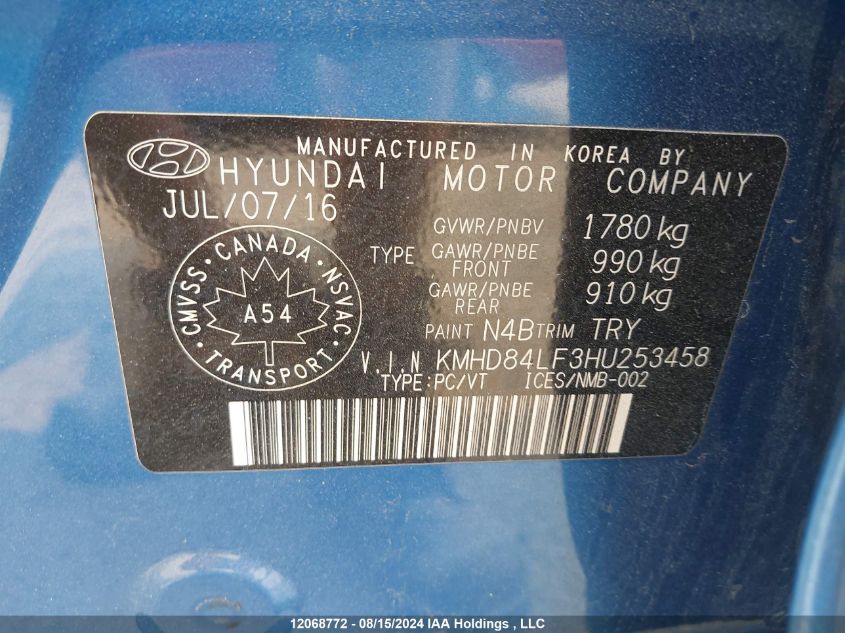 MANUFACTURED IN KOREA BY
HYUNDAI MOTOR COMPANY
JUL/07/16
GVWR/PNBV 1780 kg
TYPE GAWR/PNBE FRONT 990 kg
GAWR/PNBE REAR 910 kg
CMVSS • CANADA • NSVAC • TRANSPORT •
A54
PAINT N4B TRIM TRY
V.I.N KMHD84LF3HU253458
TYPE:PC/VT ICES/NMB-002
12068772 - 08/15/2024 IAA Holdings , LLC